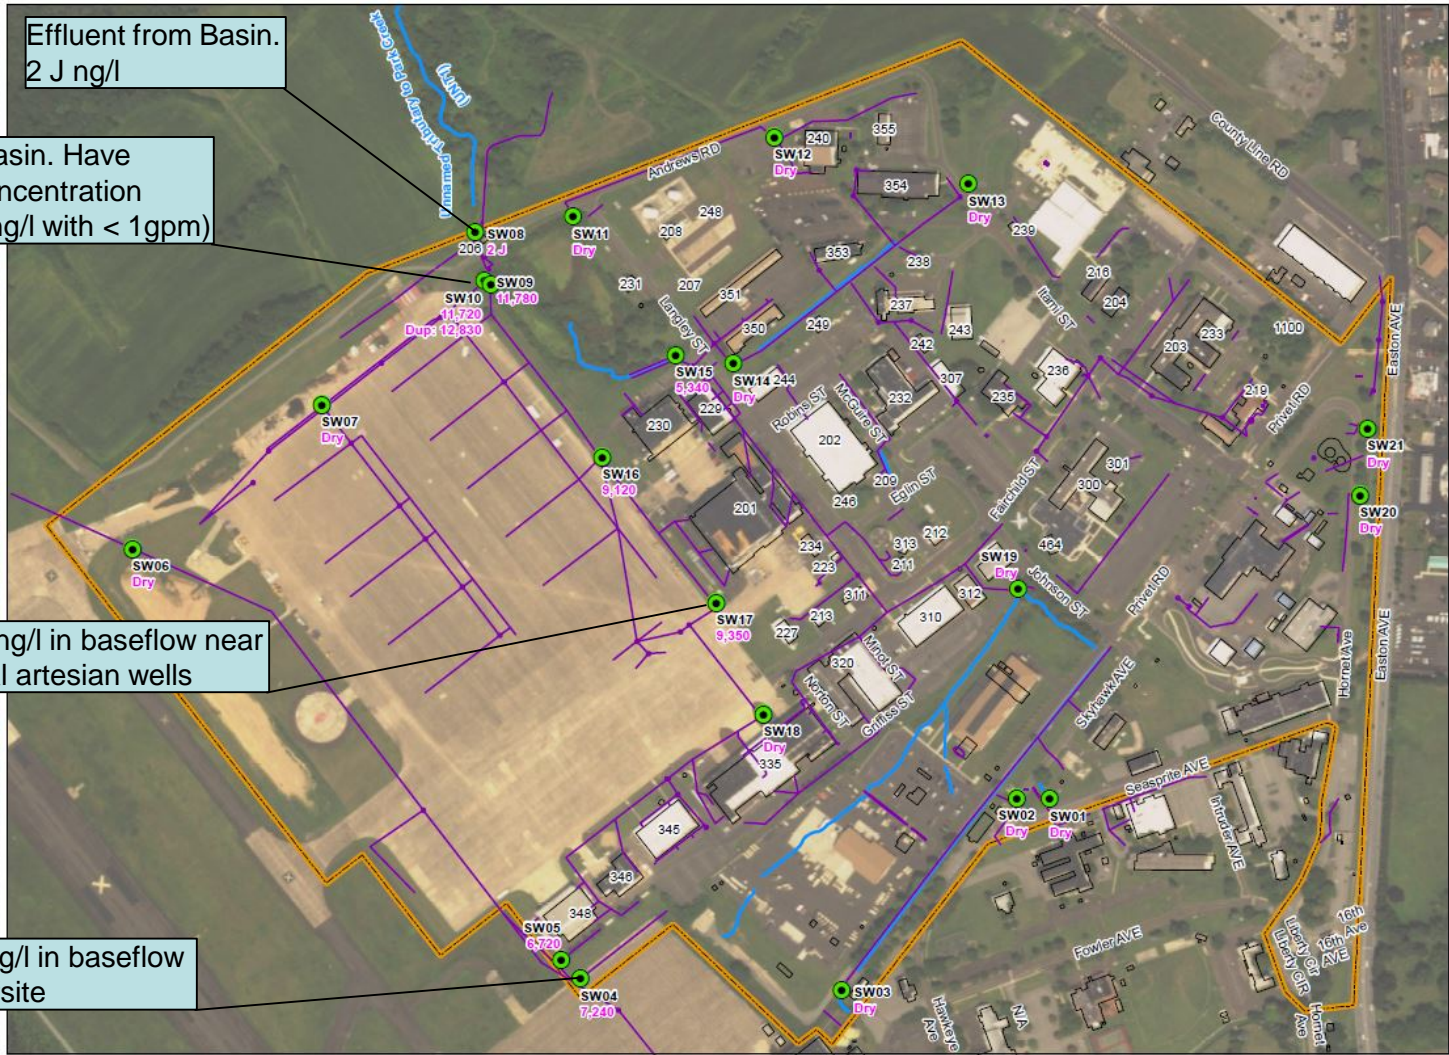 Effluent from Basin.
2 J ng/l
asin. Have
ncentration
ng/l with < 1gpm)
Unnamed Tributary to Park Creek
(UNT1)
Andrews RD
County Line RD
SW12
Dry
240
355
354
SW13
Dry
239
248
208
SW11
Dry
SW08
2 J
206
SW09
11,780
SW10
11,720
Dup: 12,830
231
207
351
353
238
216
204
237
Itami ST
350
249
243
242
203
233
1100
Easton AVE
Langley ST
SW15
5,340
SW14
Dry
244
307
236
235
232
219
Privet RD
229
230
Robins ST
McGuire ST
202
SW07
Dry
SW21
Dry
SW16
9,120
209
Eglin ST
246
301
300
Fairchild ST
SW20
Dry
201
SW06
Dry
234
223
313
212
211
464
SW19
Dry
Johnson ST
Privet RD
311
312
310
213
227
SW17
9,350
ng/l in baseflow near
l artesian wells
320
Minot ST
Norton ST
Griffiss ST
Skyhawk AVE
Hornet Ave
Easton AVE
SW18
Dry
335
Seasprite AVE
Intruder AVE
SW02
Dry
SW01
Dry
345
346
348
SW05
6,720
SW04
7,240
g/l in baseflow
site
SW03
Dry
Fowler AVE
Hawkeye
Ave
N/A
Liberty Cir
Liberty CIR
16th
Ave
16th
AVE
Hornet
Ave